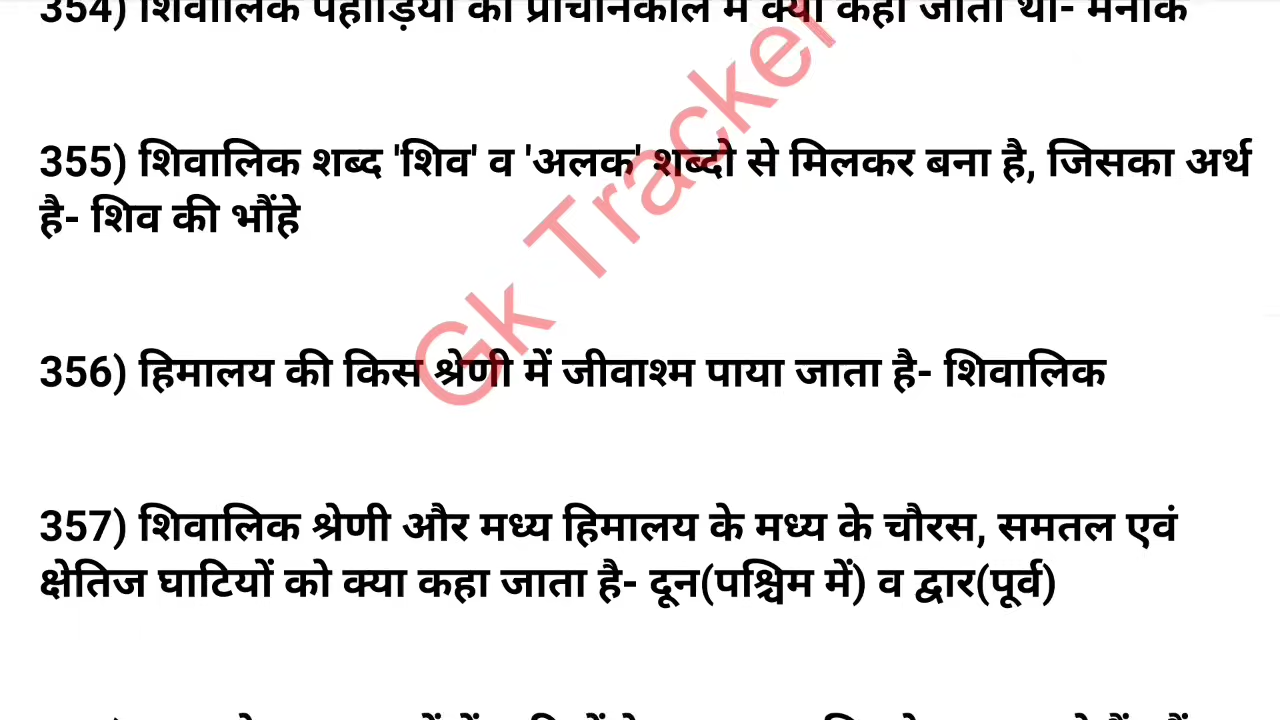 354) शिवालिक पहाड़ियों को प्राचीनकाल में क्या कहा जाता था- मैनाक
355) शिवालिक शब्द 'शिव' व 'अलक' शब्दो से मिलकर बना है, जिसका अर्थ
है- शिव की भौंहे
356) हिमालय की किस श्रेणी में जीवाश्म पाया जाता है- शिवालिक
357) शिवालिक श्रेणी और मध्य हिमालय के मध्य के चौरस, समतल एवं
क्षेतिज घाटियों को क्या कहा जाता है- दून(पश्चिम में) व द्वार(पूर्व)
Gk Tracker